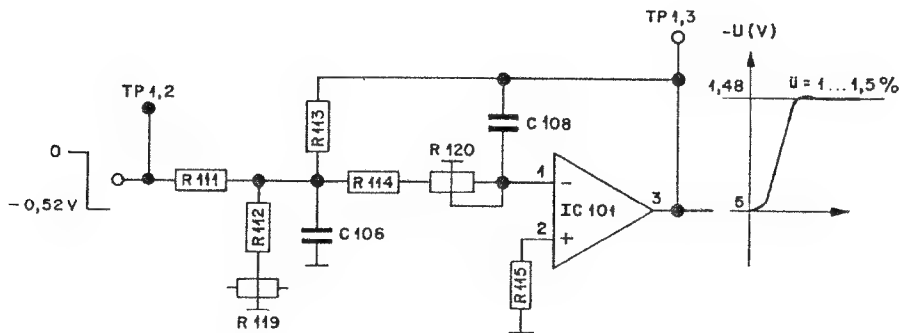 TP 1,3
-U (V)
TP 1,2
1,48
ü = 1 ... 1,5 %
R 113
C 108
R 120
0
R 111
R 114
1
-
IC 101
3
- 0,52 V
R 112
C 106
2
+
5
R 115
R 119